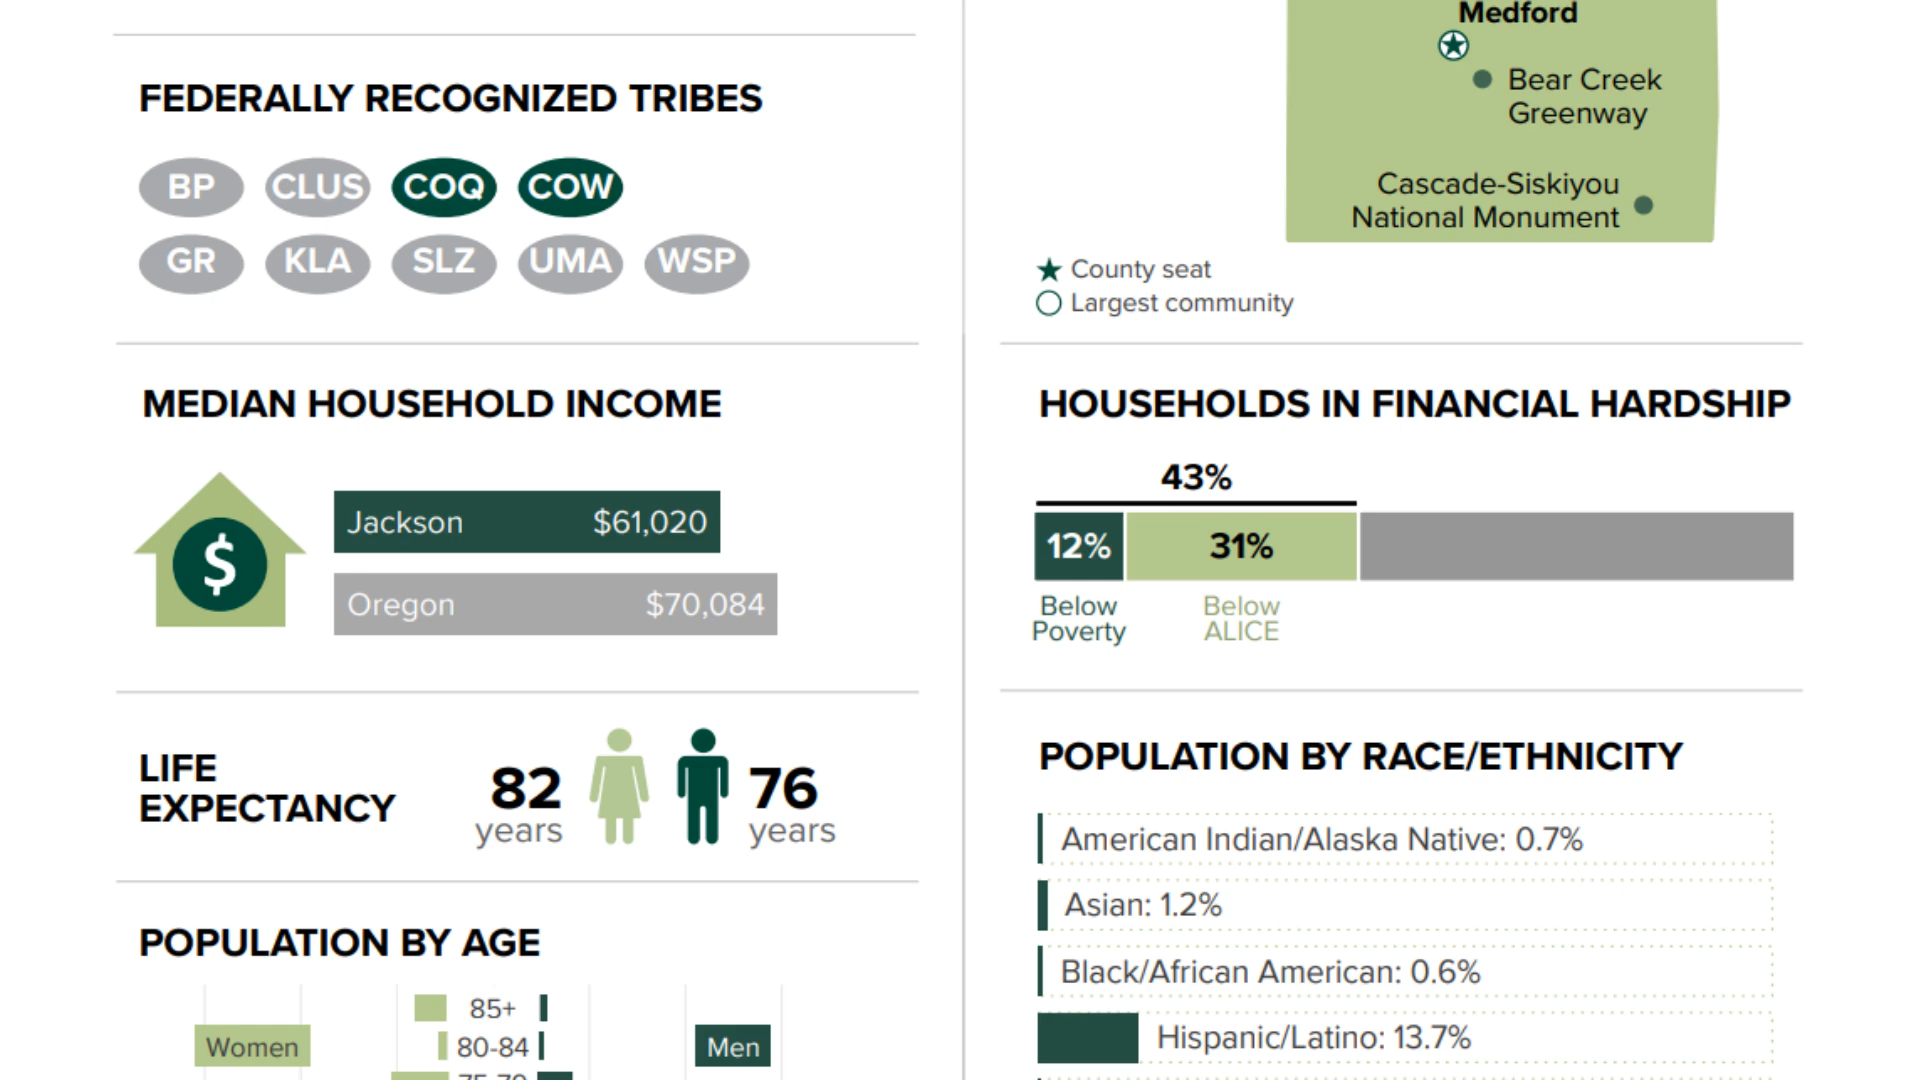 FEDERALLY RECOGNIZED TRIBES
BP CLUS COQ COW
GR KLA SLZ UMA WSP
Medford
Bear Creek
Greenway
Cascade-Siskiyou
National Monument
County seat
Largest community
MEDIAN HOUSEHOLD INCOME
$
Jackson $61,020
Oregon $70,084
HOUSEHOLDS IN FINANCIAL HARDSHIP
43%
12% 31%
Below
Poverty
Below
ALICE
LIFE
EXPECTANCY
82
years
76
years
POPULATION BY RACE/ETHNICITY
American Indian/Alaska Native: 0.7%
Asian: 1.2%
Black/African American: 0.6%
Hispanic/Latino: 13.7%
POPULATION BY AGE
85+
Women 80-84 Men